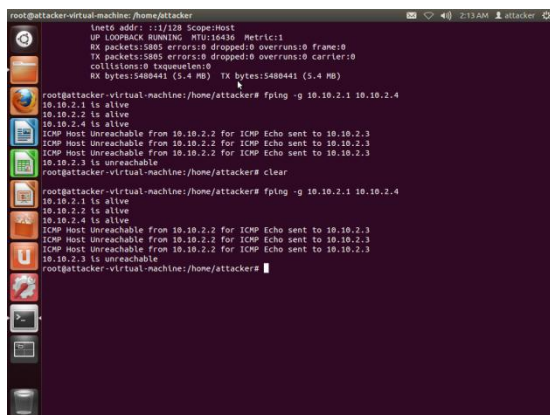 root@attacker-virtual-machine: /home/attacker
2:13 AM attacker
inet6 addr: ::1/128 Scope:Host
UP LOOPBACK RUNNING MTU:16436 Metric:1
RX packets:5805 errors:0 dropped:0 overruns:0 frame:0
TX packets:5805 errors:0 dropped:0 overruns:0 carrier:0
collisions:0 txqueuelen:0
RX bytes:5480441 (5.4 MB) TX bytes:5480441 (5.4 MB)
root@attacker-virtual-machine:/home/attacker# fping -g 10.10.2.1 10.10.2.4
10.10.2.1 is alive
10.10.2.2 is alive
10.10.2.4 is alive
ICMP Host Unreachable from 10.10.2.2 for ICMP Echo sent to 10.10.2.3
ICMP Host Unreachable from 10.10.2.2 for ICMP Echo sent to 10.10.2.3
ICMP Host Unreachable from 10.10.2.2 for ICMP Echo sent to 10.10.2.3
10.10.2.3 is unreachable
root@attacker-virtual-machine:/home/attacker# clear
root@attacker-virtual-machine:/home/attacker# fping -g 10.10.2.1 10.10.2.4
10.10.2.1 is alive
10.10.2.2 is alive
10.10.2.4 is alive
ICMP Host Unreachable from 10.10.2.2 for ICMP Echo sent to 10.10.2.3
ICMP Host Unreachable from 10.10.2.2 for ICMP Echo sent to 10.10.2.3
ICMP Host Unreachable from 10.10.2.2 for ICMP Echo sent to 10.10.2.3
10.10.2.3 is unreachable
root@attacker-virtual-machine:/home/attacker#